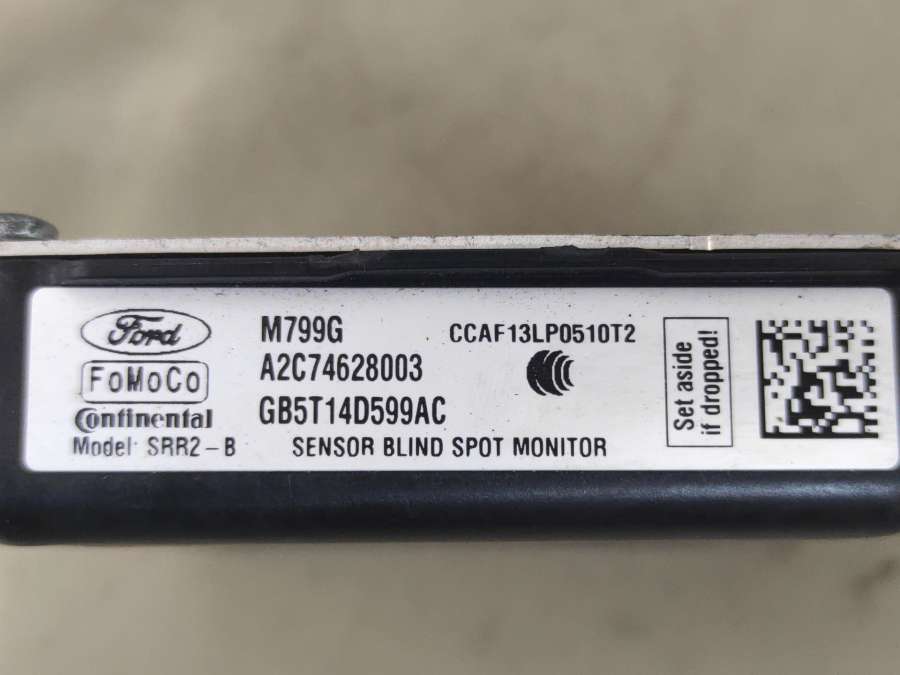 Ford
FoMoCo
Continental
Model: SRR2-B
M799G
A2C74628003
GB5T14D599AC
SENSOR BLIND SPOT MONITOR
CCAF13LP0510T2
Set aside
if dropped!